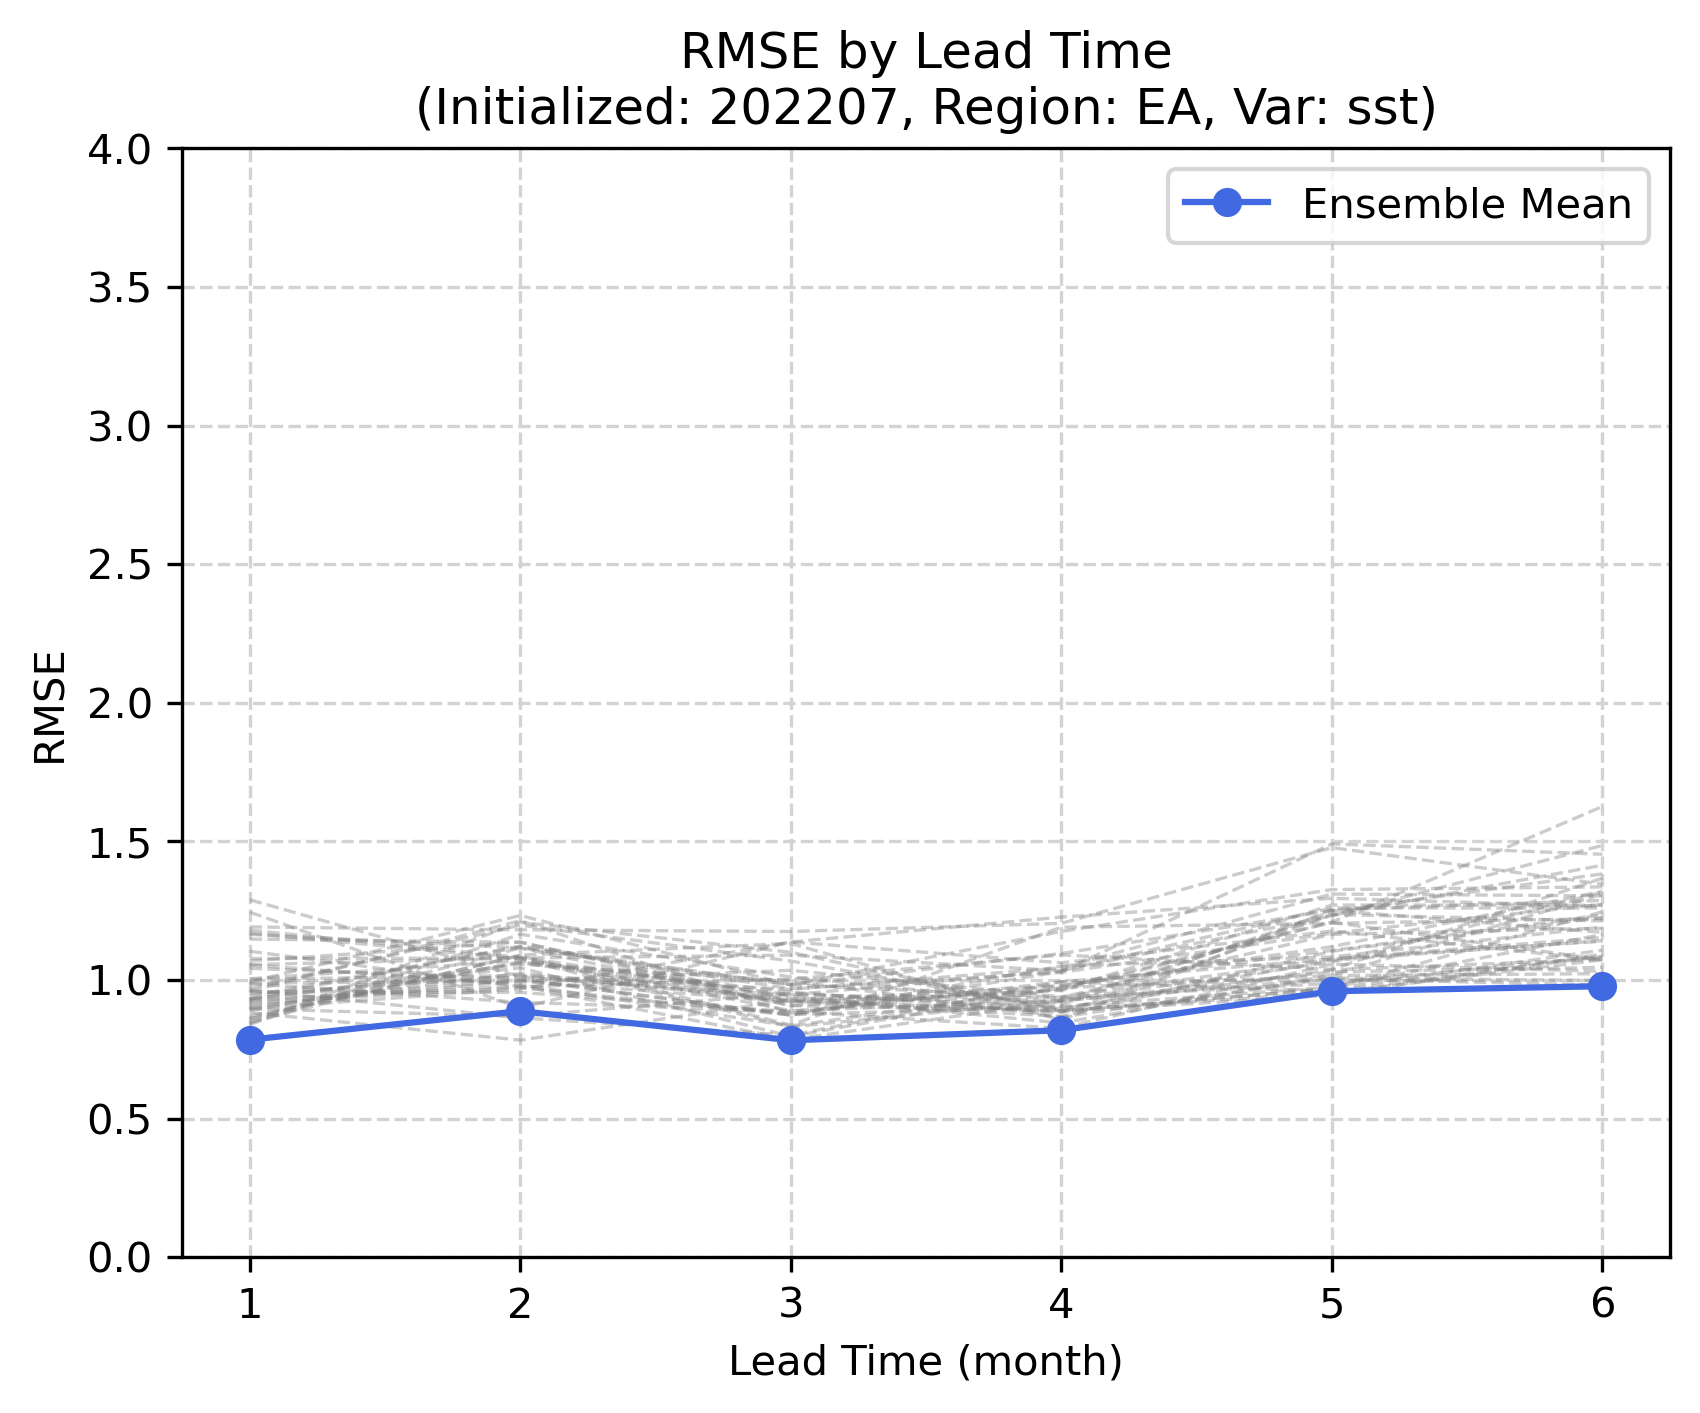 RMSE by Lead Time
(Initialized: 202207, Region: EA, Var: sst)
4.0
3.5
3.0
2.5
2.0
1.5
1.0
0.5
0.0
RMSE
Ensemble Mean
1 2 3 4 5 6
Lead Time (month)